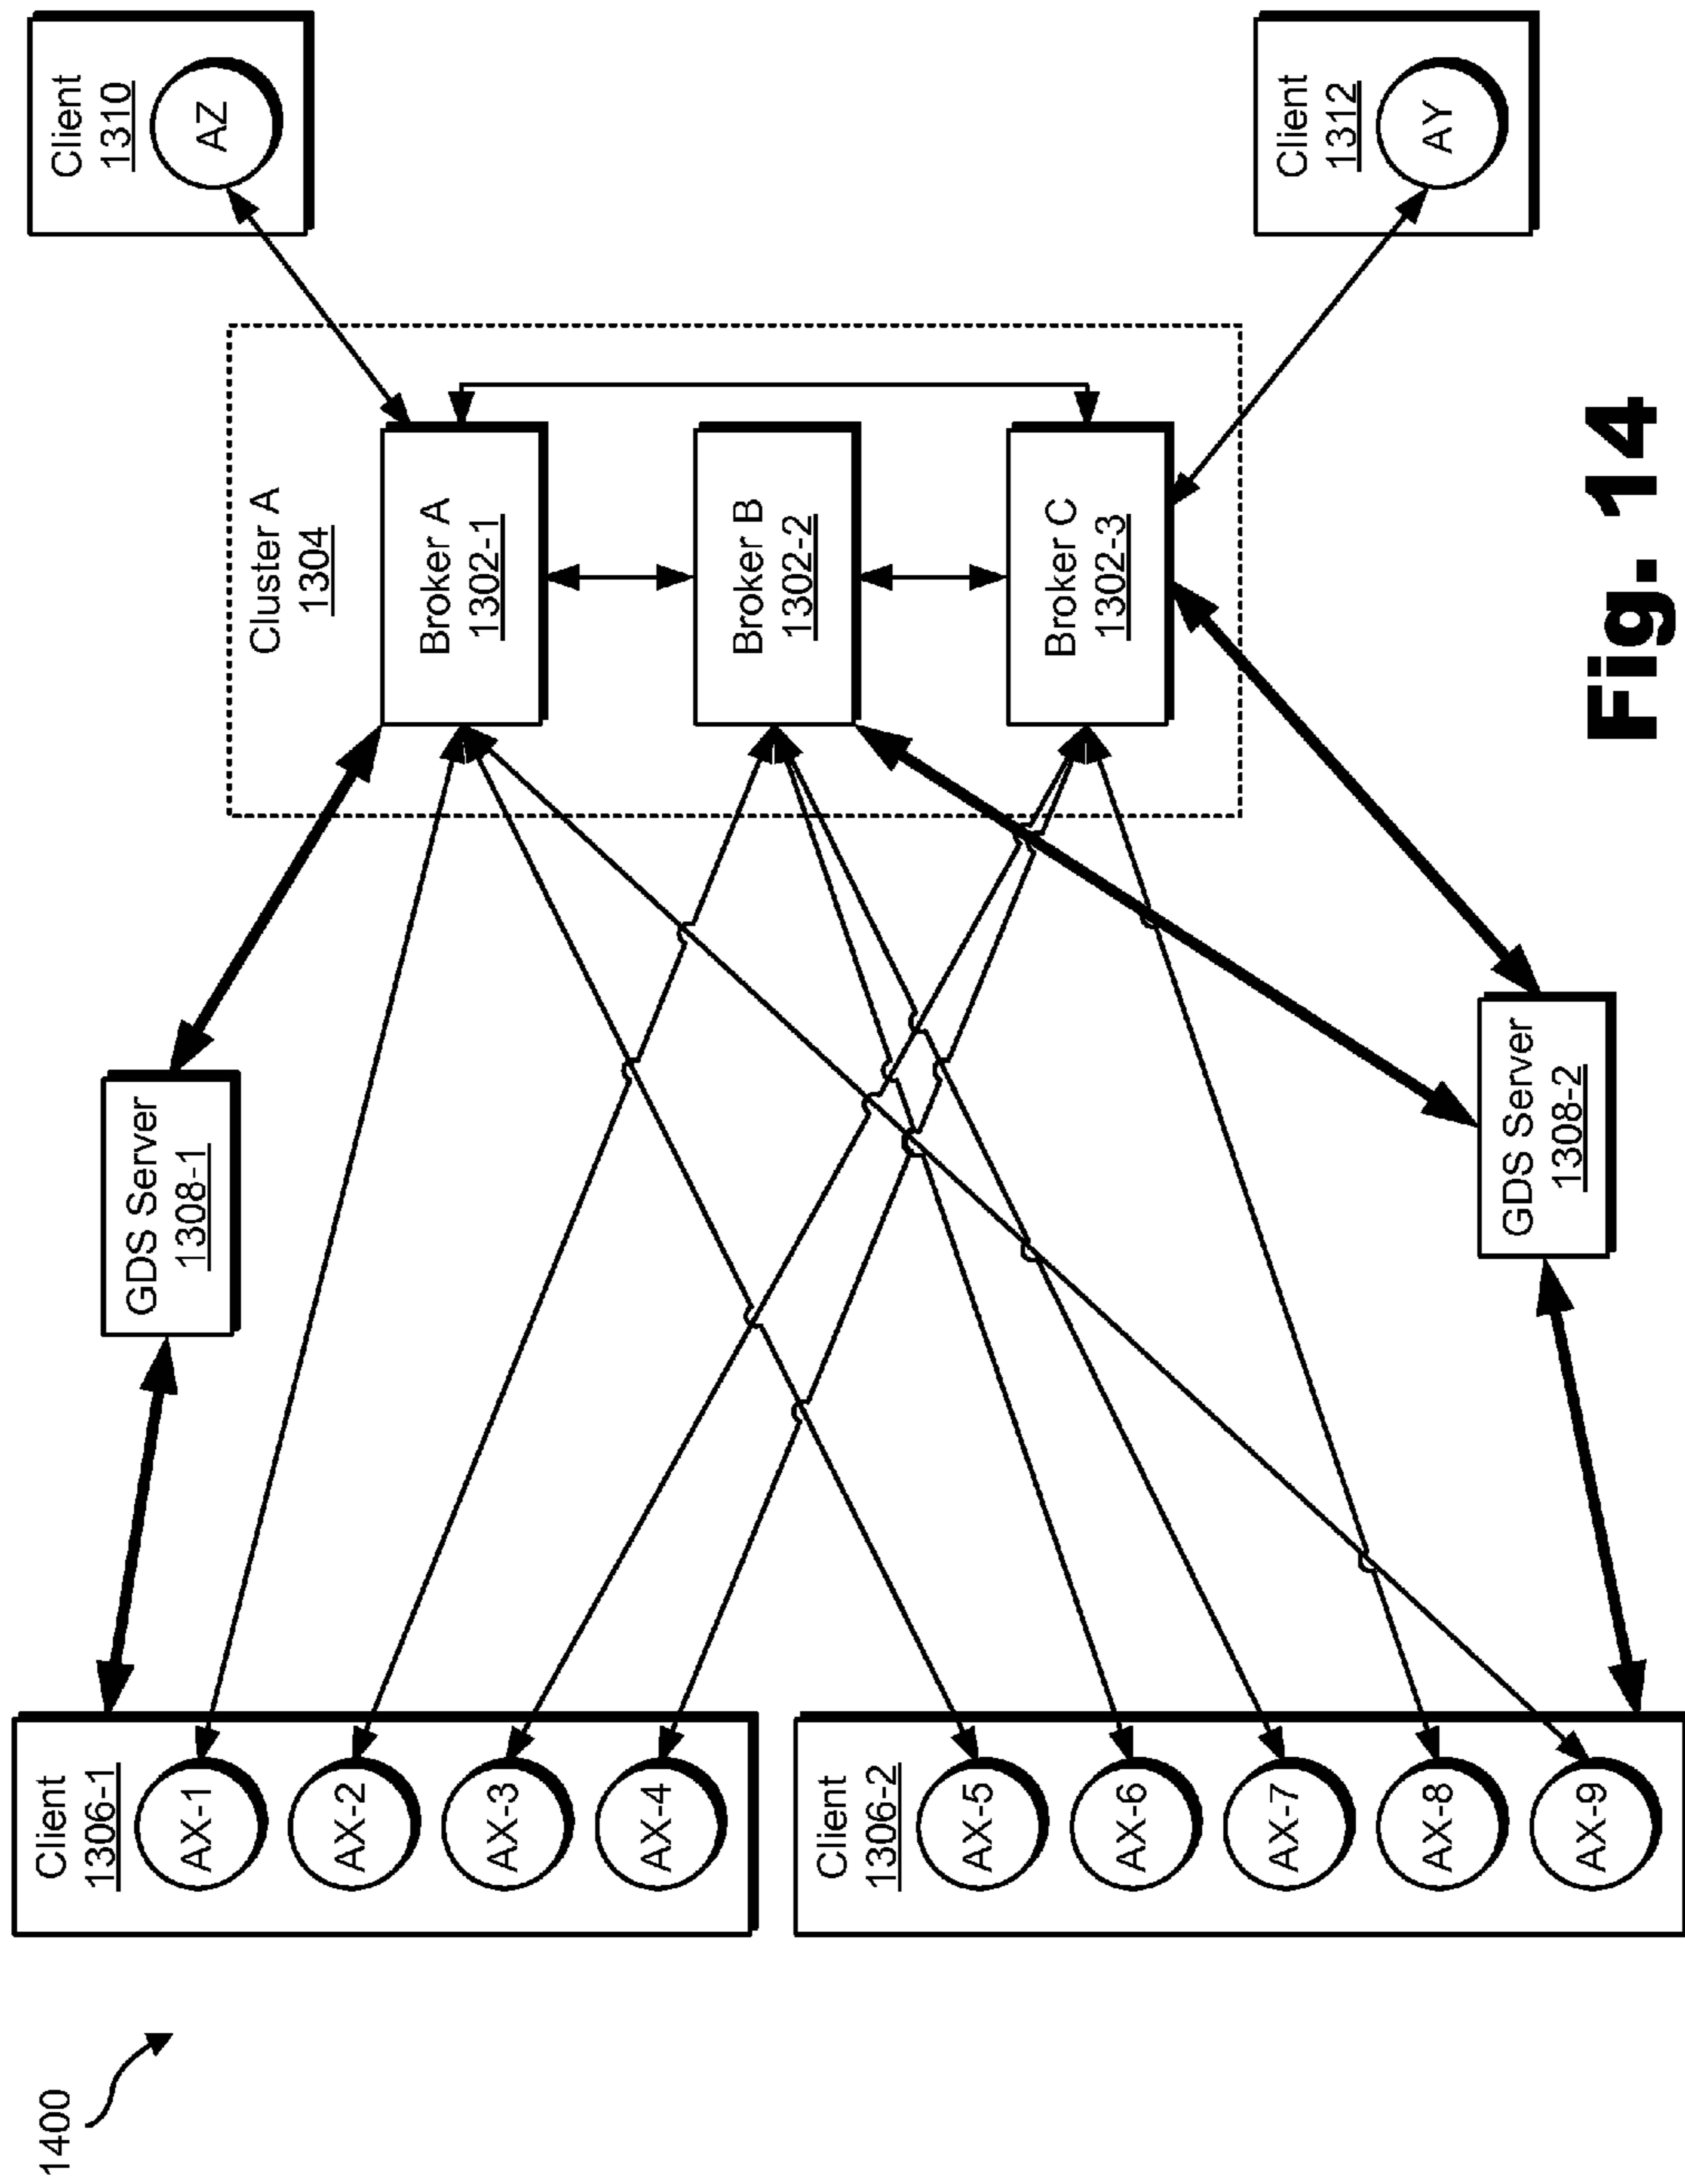 1400
Client
1306-1
AX-1
AX-2
AX-3
AX-4
Client
1306-2
AX-5
AX-6
AX-7
AX-8
AX-9
GDS Server
1308-1
GDS Server
1308-2
Cluster A
1304
Broker A
1302-1
Broker B
1302-2
Broker C
1302-3
Client
1310
AZ
Client
1312
AY
Fig. 14